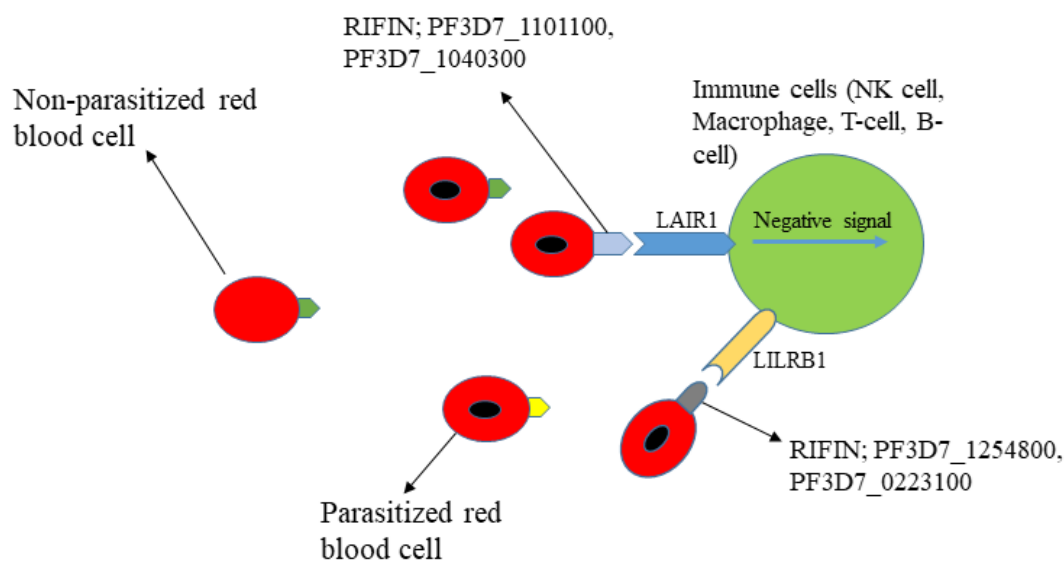 RIFIN; PF3D7_1101100,
PF3D7_1040300
Non-parasitized red
blood cell
Immune cells (NK cell,
Macrophage, T-cell, B-
cell)
LAIR1
Negative signal
LILRB1
RIFIN; PF3D7_1254800,
PF3D7_0223100
Parasitized red
blood cell